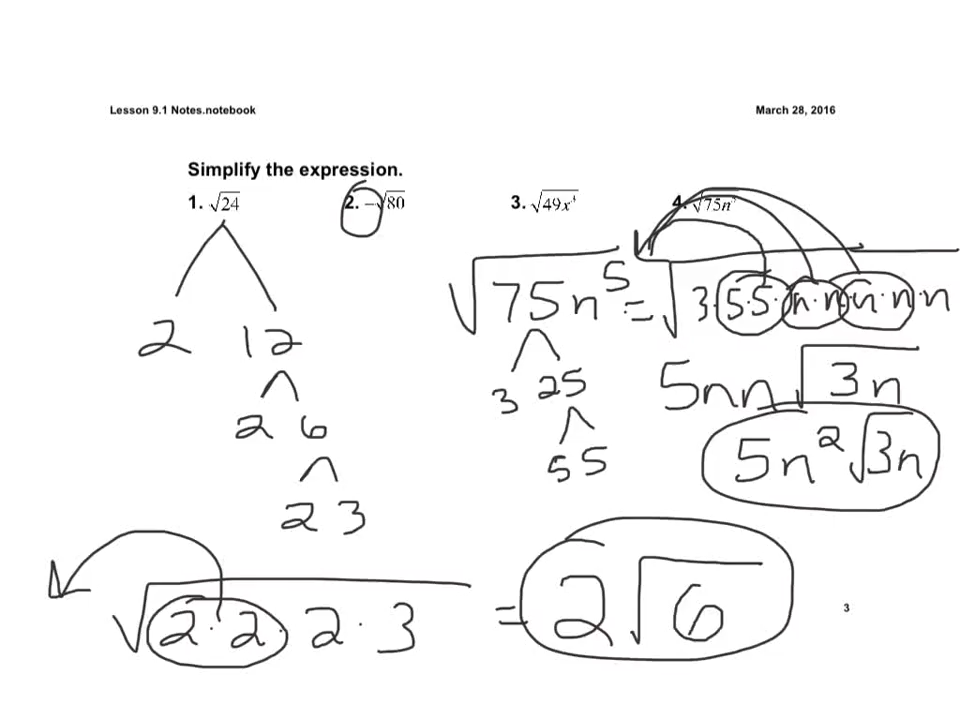 Lesson 9.1 Notes.notebook March 28, 2016
Simplify the expression.
1. √24 2. -√80 3. √49x⁴ 4. √75n⁵
√75n⁵ = √3·5·5·n·n·n·n·n
2 12
3 25
5nn√3n
2 6
5 5
5n²√3n
2 3
√2·2·2·3 = 2√6
3